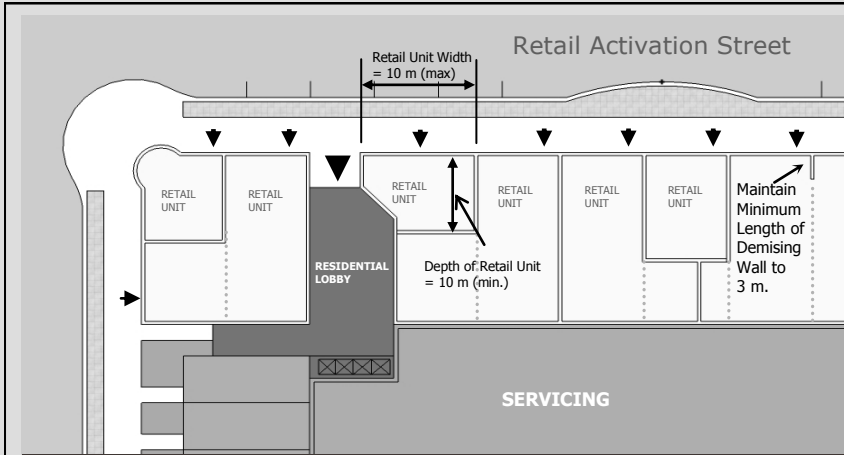 Retail Activation Street
Retail Unit Width
= 10 m (max)
RETAIL
UNIT
RETAIL
UNIT
RETAIL
UNIT
RETAIL
UNIT
RETAIL
UNIT
RETAIL
UNIT
Maintain
Minimum
Length of
Demising
Wall to
3 m.
RESIDENTIAL
LOBBY
Depth of Retail Unit
= 10 m (min.)
SERVICING